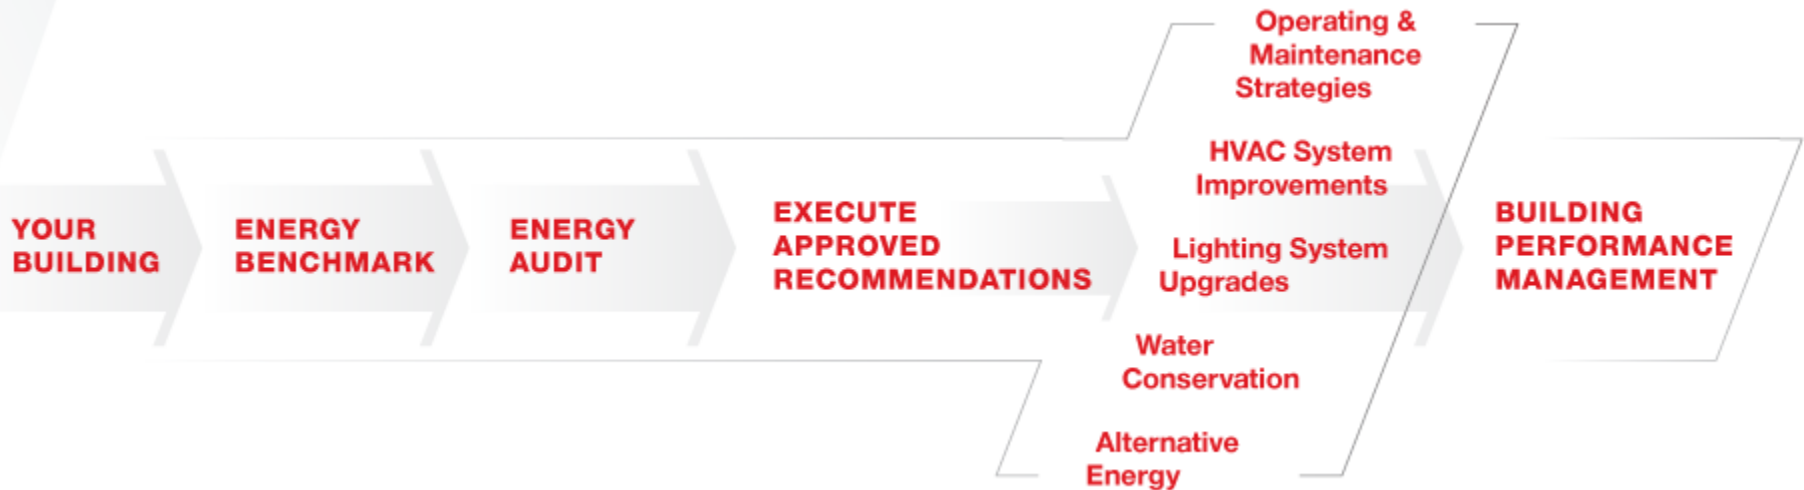 YOUR
BUILDING
ENERGY
BENCHMARK
ENERGY
AUDIT
EXECUTE
APPROVED
RECOMMENDATIONS
Operating &
Maintenance
Strategies
HVAC System
Improvements
Lighting System
Upgrades
Water
Conservation
Alternative
Energy
BUILDING
PERFORMANCE
MANAGEMENT